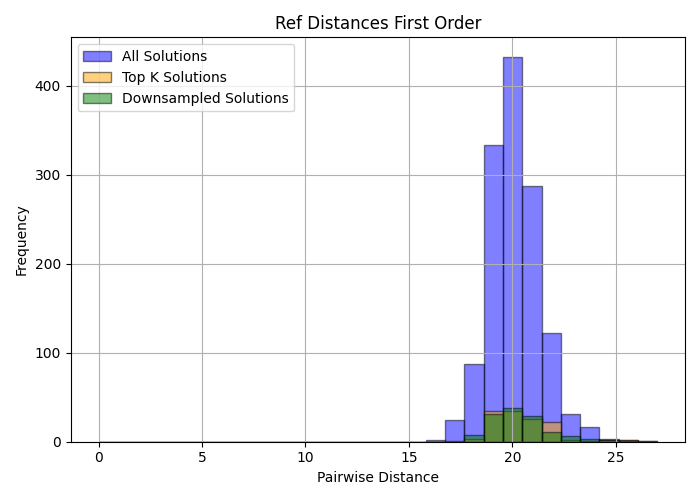 Ref Distances First Order
All Solutions
Top K Solutions
Downsampled Solutions
Frequency
400
300
200
100
0
0 5 10 15 20 25
Pairwise Distance